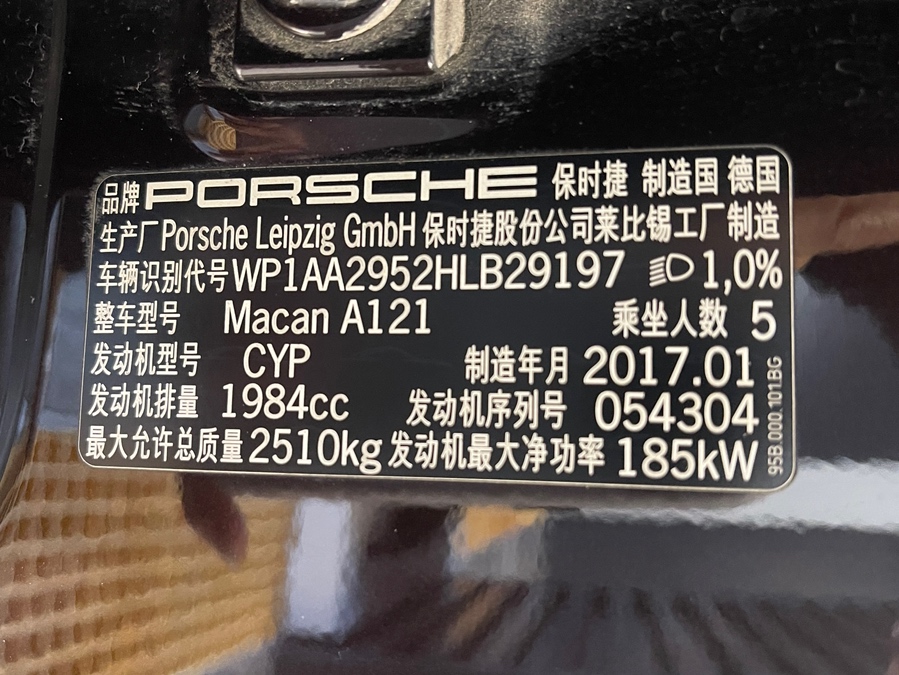 品牌 PORSCHE 保时捷 制造国 德国
生产厂 Porsche Leipzig GmbH 保时捷股份公司莱比锡工厂 制造
车辆识别代号 WP1AA2952HLB29197 1,0%
整车型号 Macan A121 乘坐人数 5
发动机型号 CYP 制造年月 2017.01
发动机排量 1984cc 发动机序列号 054304
最大允许总质量 2510kg 发动机最大净功率 185kW
95B 000.101BG